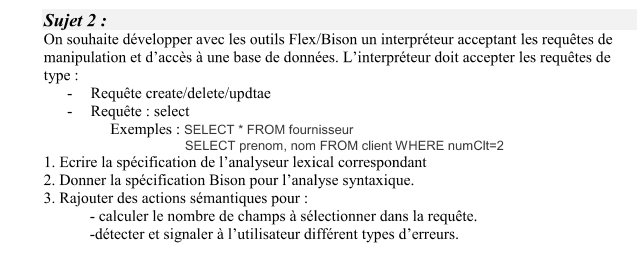 Sujet 2 :
On souhaite développer avec les outils Flex/Bison un interpréteur acceptant les requêtes de
manipulation et d’accès à une base de données. L’interpréteur doit accepter les requêtes de
type :
- Requête create/delete/updtae
- Requête : select
Exemples : SELECT * FROM fournisseur
SELECT prenom, nom FROM client WHERE numClt=2
1. Ecrire la spécification de l’analyseur lexical correspondant
2. Donner la spécification Bison pour l’analyse syntaxique.
3. Rajouter des actions sémantiques pour :
- calculer le nombre de champs à sélectionner dans la requête.
-détecter et signaler à l’utilisateur différent types d’erreurs.